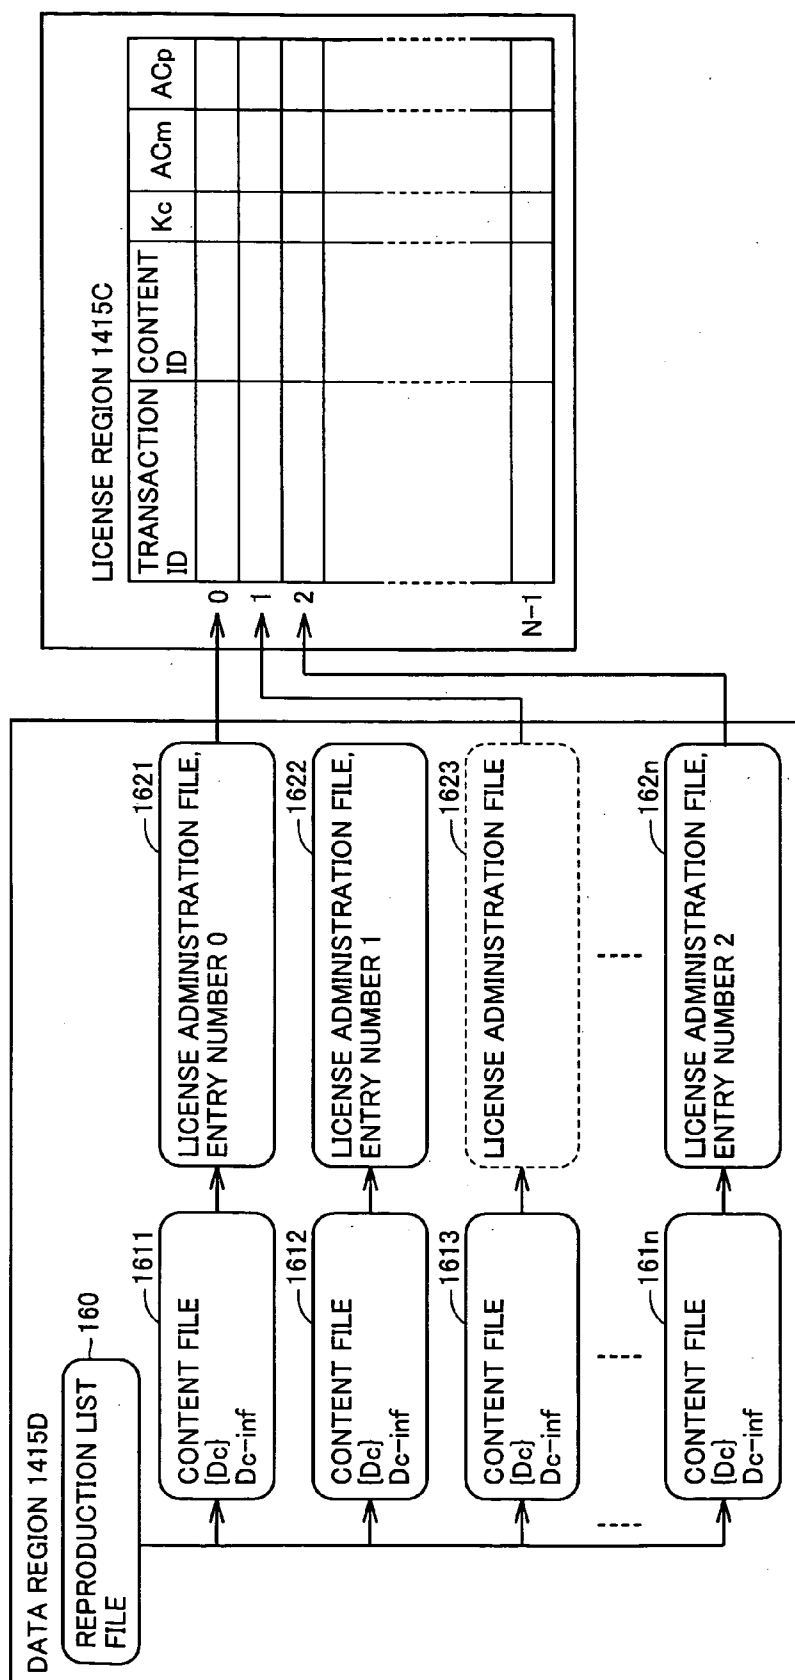 DATA REGION 1415D
REPRODUCTION LIST
FILE
160
1611
CONTENT FILE
{Dc}
Dc-inf
1621
LICENSE ADMINISTRATION FILE,
ENTRY NUMBER 0
1612
CONTENT FILE
{Dc}
Dc-inf
1622
LICENSE ADMINISTRATION FILE,
ENTRY NUMBER 1
1613
CONTENT FILE
{Dc}
Dc-inf
1623
LICENSE ADMINISTRATION FILE
161n
CONTENT FILE
{Dc}
Dc-inf
162n
LICENSE ADMINISTRATION FILE,
ENTRY NUMBER 2
LICENSE REGION 1415C
TRANSACTION
ID
CONTENT
ID
Kc
ACm
ACp
0
1
2
N-1